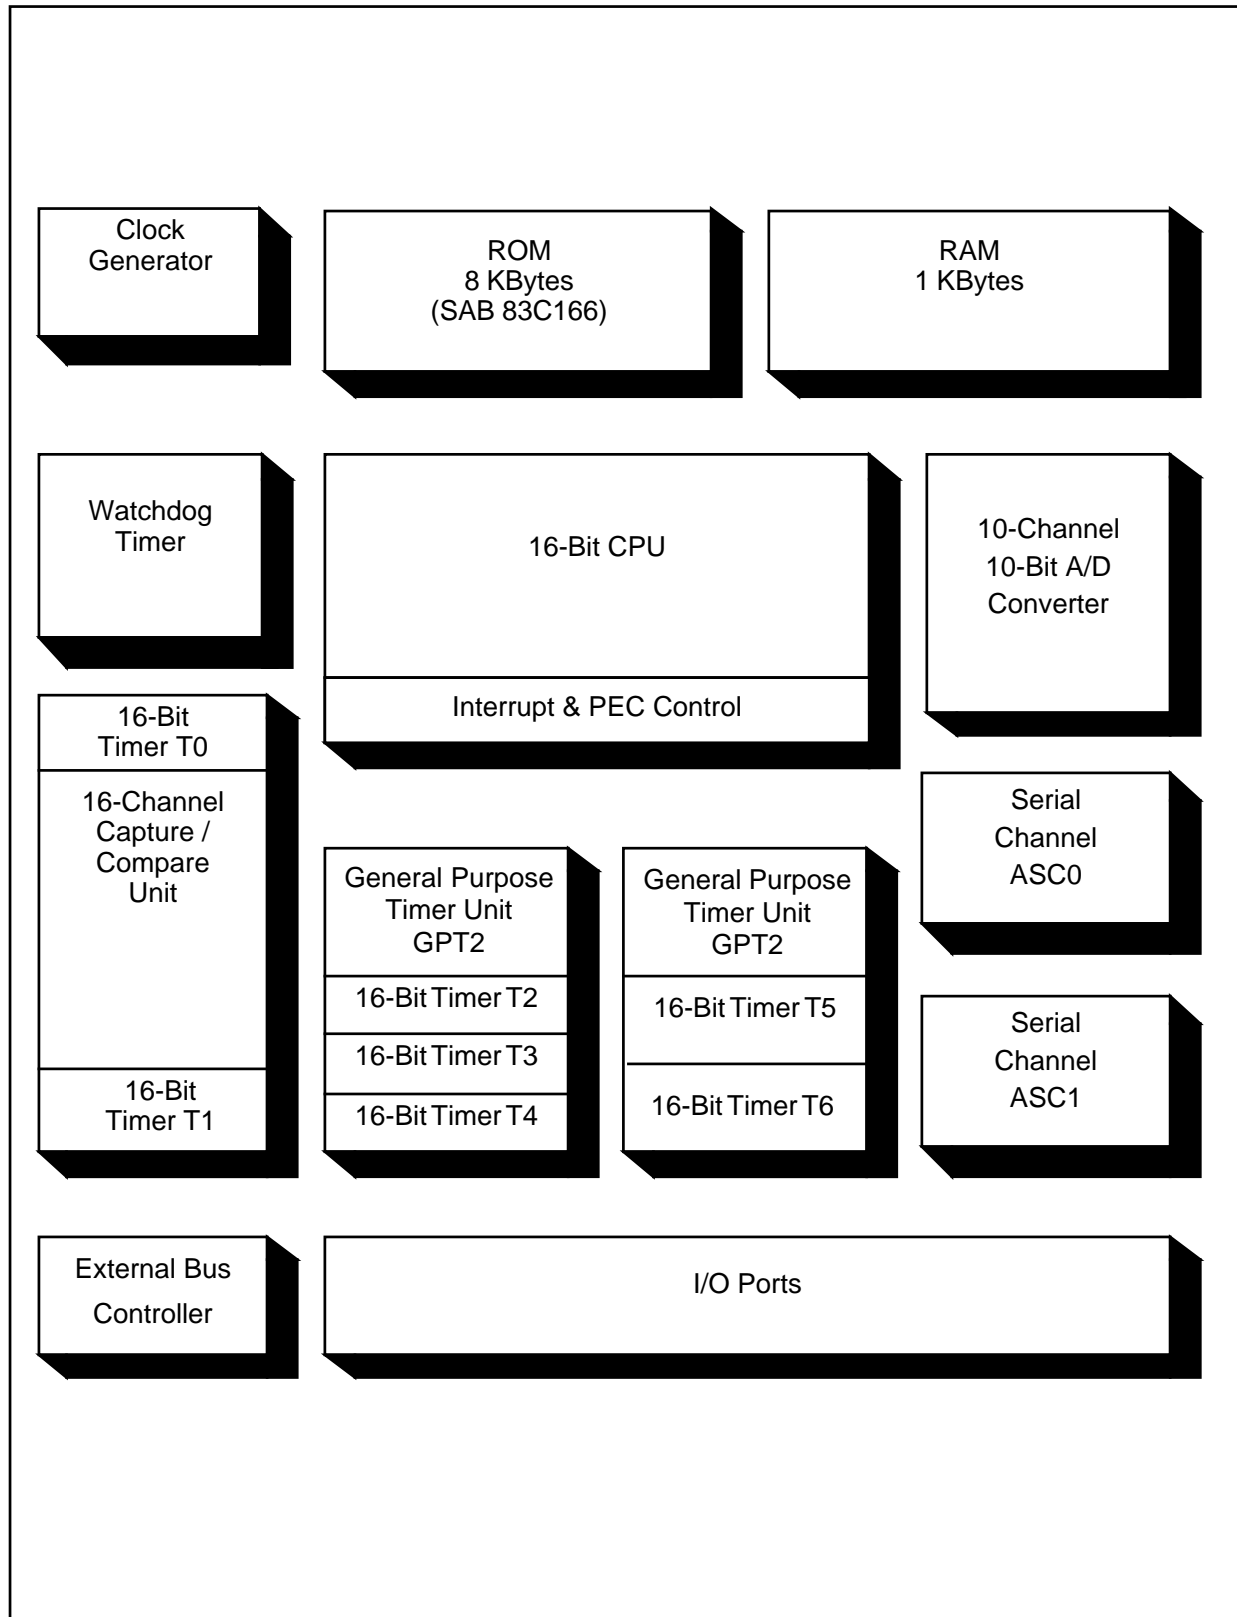 Clock
Generator
ROM
8 KBytes
(SAB 83C166)
RAM
1 KBytes
Watchdog
Timer
16-Bit CPU
Interrupt & PEC Control
10-Channel
10-Bit A/D
Converter
16-Bit
Timer T0
16-Channel
Capture /
Compare
Unit
16-Bit
Timer T1
General Purpose
Timer Unit
GPT2
16-Bit Timer T2
16-Bit Timer T3
16-Bit Timer T4
General Purpose
Timer Unit
GPT2
16-Bit Timer T5
16-Bit Timer T6
Serial
Channel
ASC0
Serial
Channel
ASC1
External Bus
Controller
I/O Ports